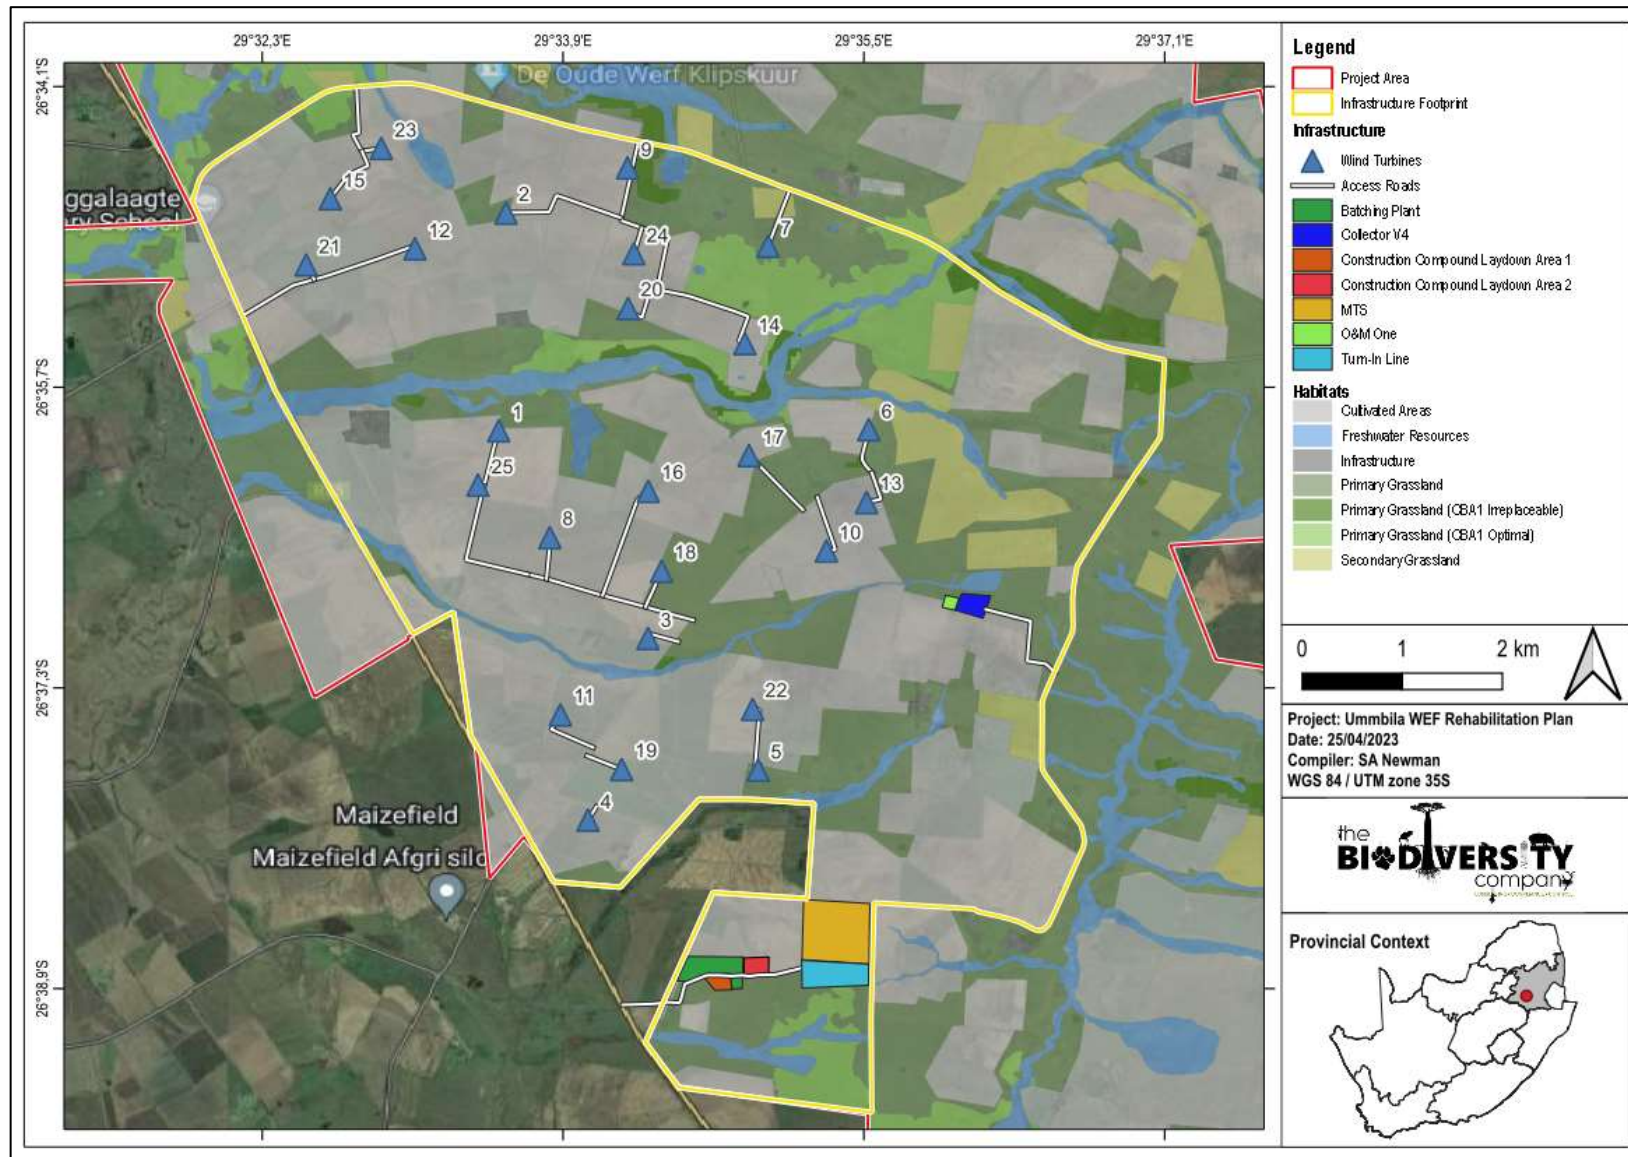 29°32,3'E
29°33,9'E
29°35,5'E
29°37,1'E
26°34,1'S
26°35,7'S
26°37,3'S
26°38,9'S
De Oude Werf Klipskuur
23
9
15
2
7
ggalaagte
ry School
12
24
21
20
14
1
6
17
25
16
13
8
10
18
3
11
22
19
5
4
Maizefield
Maizefield Afgri silo
Legend
Project Area
Infrastructure Footprint
Infrastructure
Wind Turbines
Access Roads
Batching Plant
Collector V4
Construction Compound Laydown Area 1
Construction Compound Laydown Area 2
MTS
O&M One
Turn-In Line
Habitats
Cultivated Areas
Freshwater Resources
Infrastructure
Primary Grassland
Primary Grassland (CBA1 Irreplaceable)
Primary Grassland (CBA1 Optimal)
Secondary Grassland
0 1 2 km
Project: Ummbila WEF Rehabilitation Plan
Date: 25/04/2023
Compiler: SA Newman
WGS 84 / UTM zone 35S
the
BIODIVERSITY
company
Provincial Context